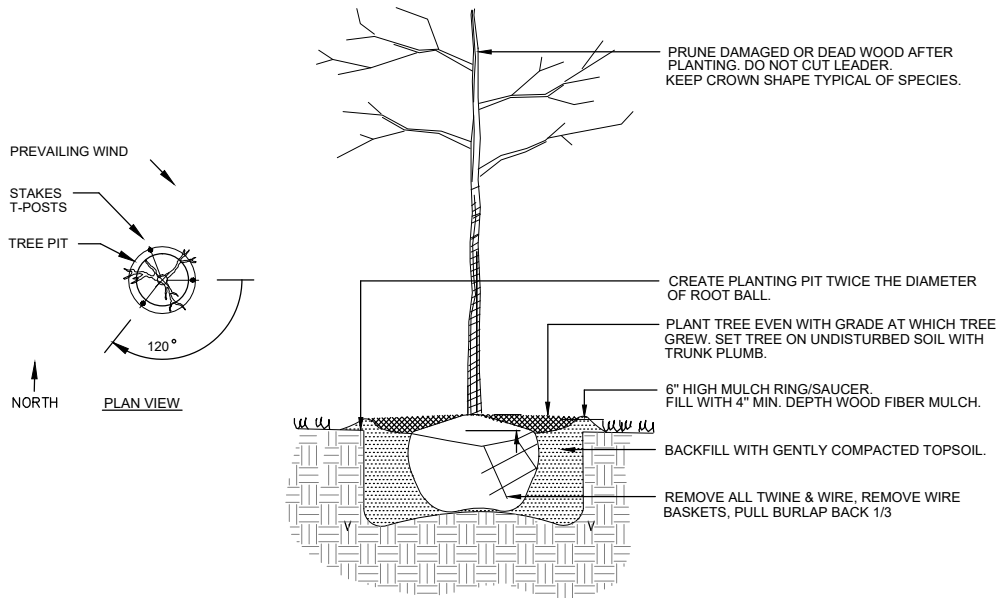 PRUNE DAMAGED OR DEAD WOOD AFTER
PLANTING. DO NOT CUT LEADER.
KEEP CROWN SHAPE TYPICAL OF SPECIES.
PREVAILING WIND
STAKES
T-POSTS
TREE PIT
120°
NORTH
PLAN VIEW
CREATE PLANTING PIT TWICE THE DIAMETER
OF ROOT BALL.
PLANT TREE EVEN WITH GRADE AT WHICH TREE
GREW. SET TREE ON UNDISTURBED SOIL WITH
TRUNK PLUMB.
6" HIGH MULCH RING/SAUCER.
FILL WITH 4" MIN. DEPTH WOOD FIBER MULCH.
BACKFILL WITH GENTLY COMPACTED TOPSOIL.
REMOVE ALL TWINE & WIRE, REMOVE WIRE
BASKETS, PULL BURLAP BACK 1/3